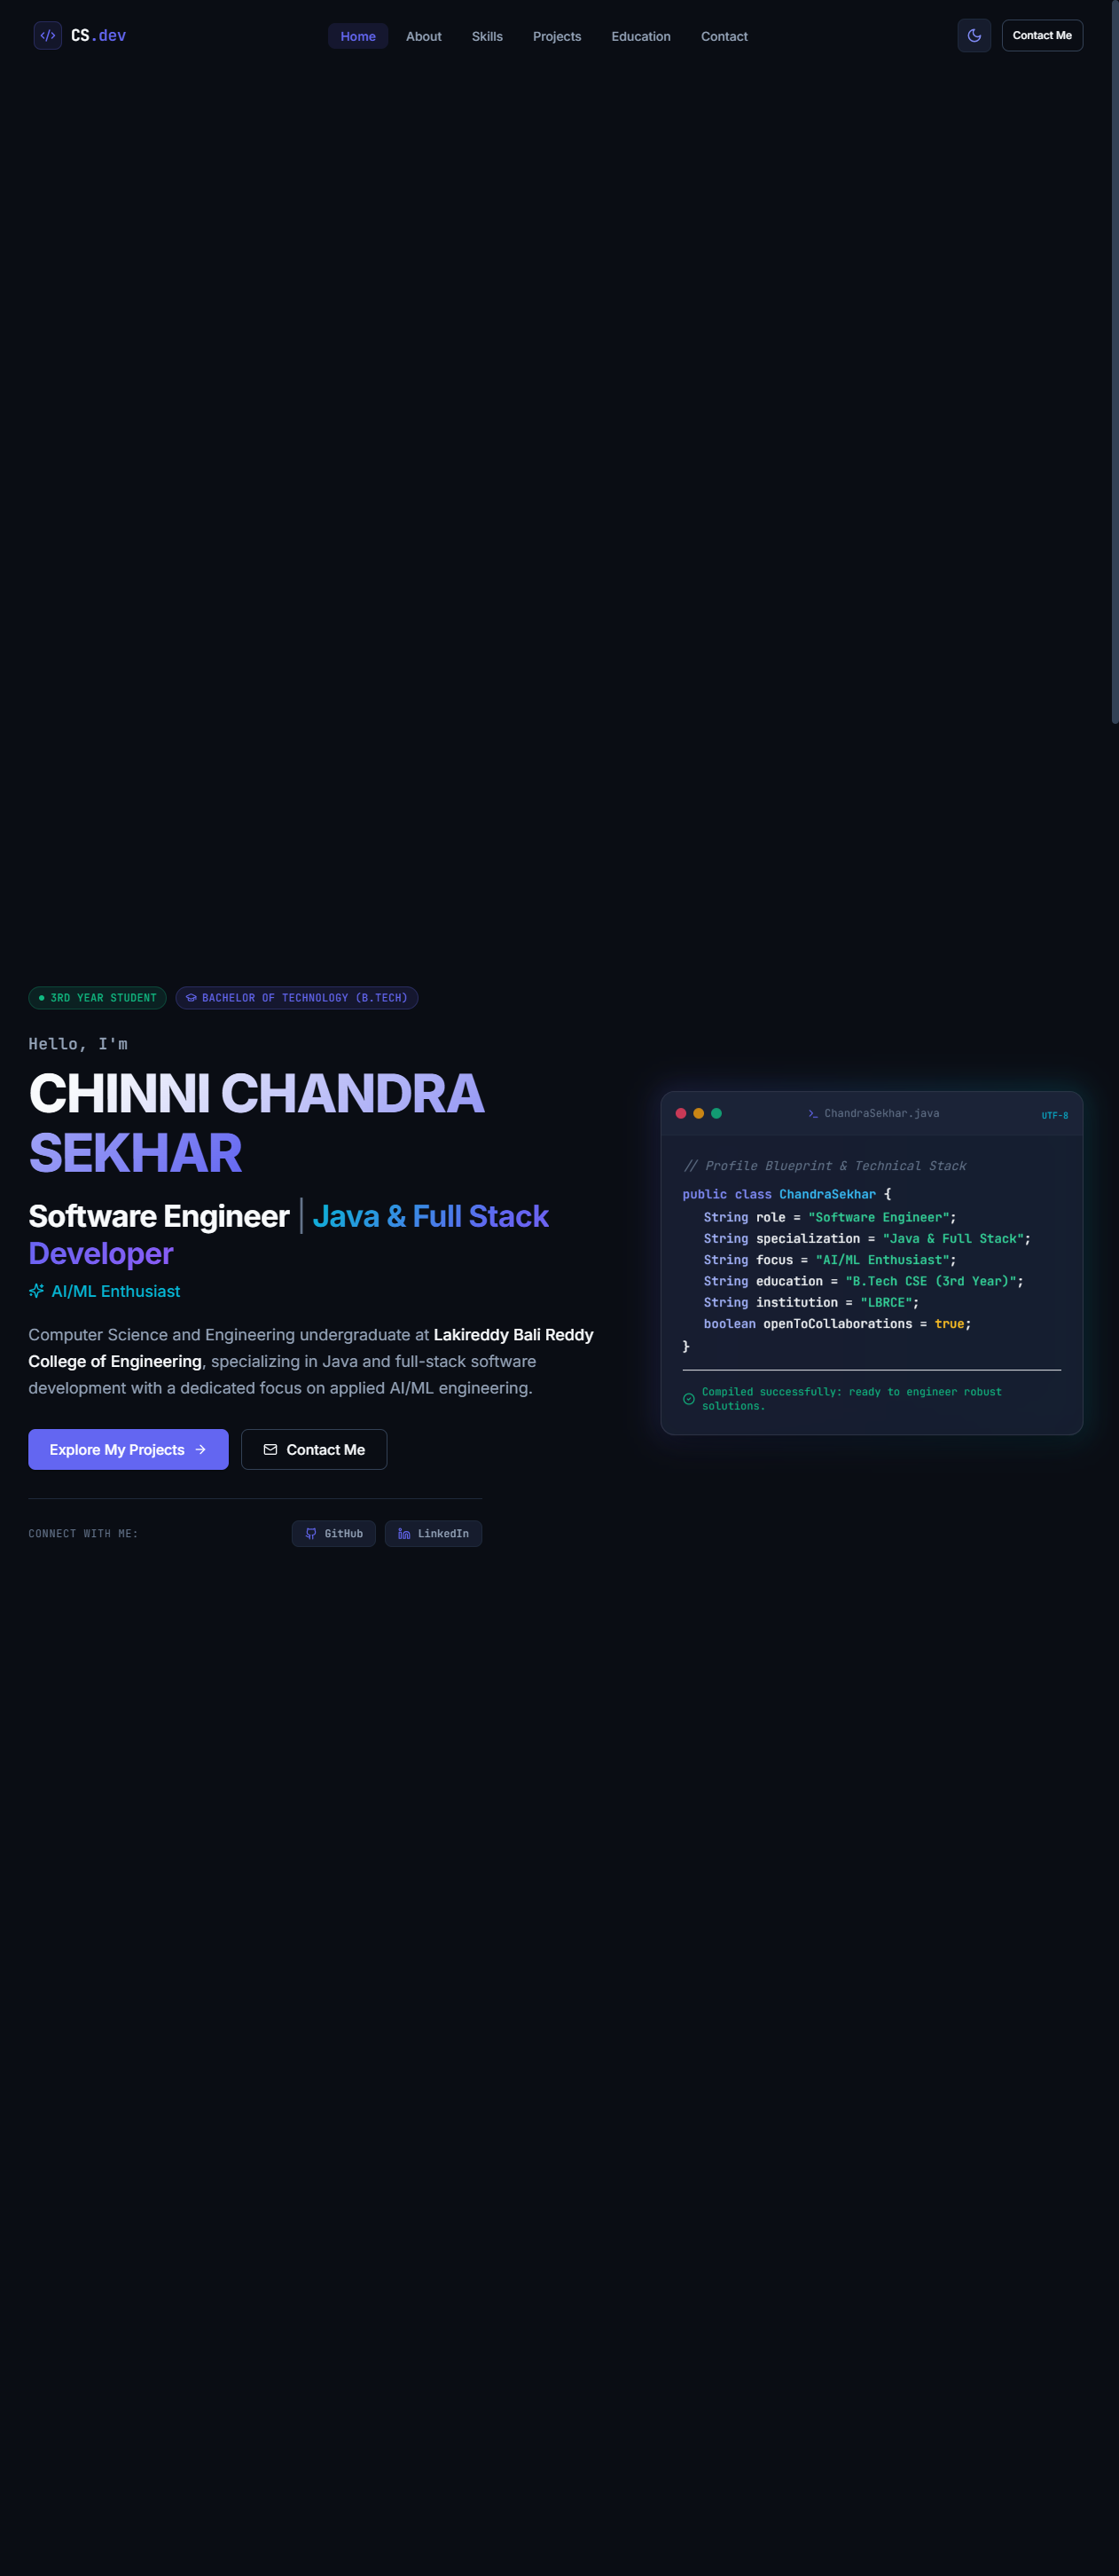 CS.dev
Home
About
Skills
Projects
Education
Contact
Contact Me
3RD YEAR STUDENT
BACHELOR OF TECHNOLOGY (B.TECH)
Hello, I'm
CHINNI CHANDRA
SEKHAR
Software Engineer | Java & Full Stack
Developer
AI/ML Enthusiast
Computer Science and Engineering undergraduate at Lakireddy Bali Reddy
College of Engineering, specializing in Java and full-stack software
development with a dedicated focus on applied AI/ML engineering.
Explore My Projects
Contact Me
CONNECT WITH ME:
GitHub
LinkedIn
ChandraSekhar.java
UTF-8
// Profile Blueprint & Technical Stack
public class ChandraSekhar {
String role = "Software Engineer";
String specialization = "Java & Full Stack";
String focus = "AI/ML Enthusiast";
String education = "B.Tech CSE (3rd Year)";
String institution = "LBRCE";
boolean openToCollaborations = true;
}
Compiled successfully: ready to engineer robust
solutions.